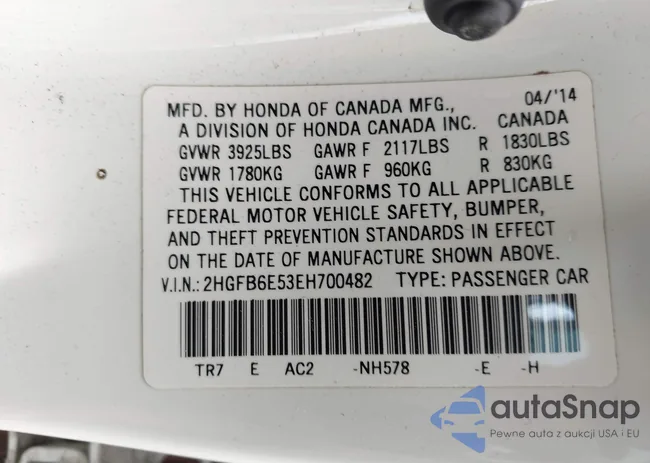 MFD. BY HONDA OF CANADA MFG., 04/'14
A DIVISION OF HONDA CANADA INC. CANADA
GVWR 3925LBS GAWR F 2117LBS R 1830LBS
GVWR 1780KG GAWR F 960KG R 830KG
THIS VEHICLE CONFORMS TO ALL APPLICABLE
FEDERAL MOTOR VEHICLE SAFETY, BUMPER,
AND THEFT PREVENTION STANDARDS IN EFFECT
ON THE DATE OF MANUFACTURE SHOWN ABOVE.
V.I.N.: 2HGFB6E53EH700482 TYPE: PASSENGER CAR
TR7 E AC2 -NH578 -E -H
autaSnap
Pewne auta z aukcji USA i EU